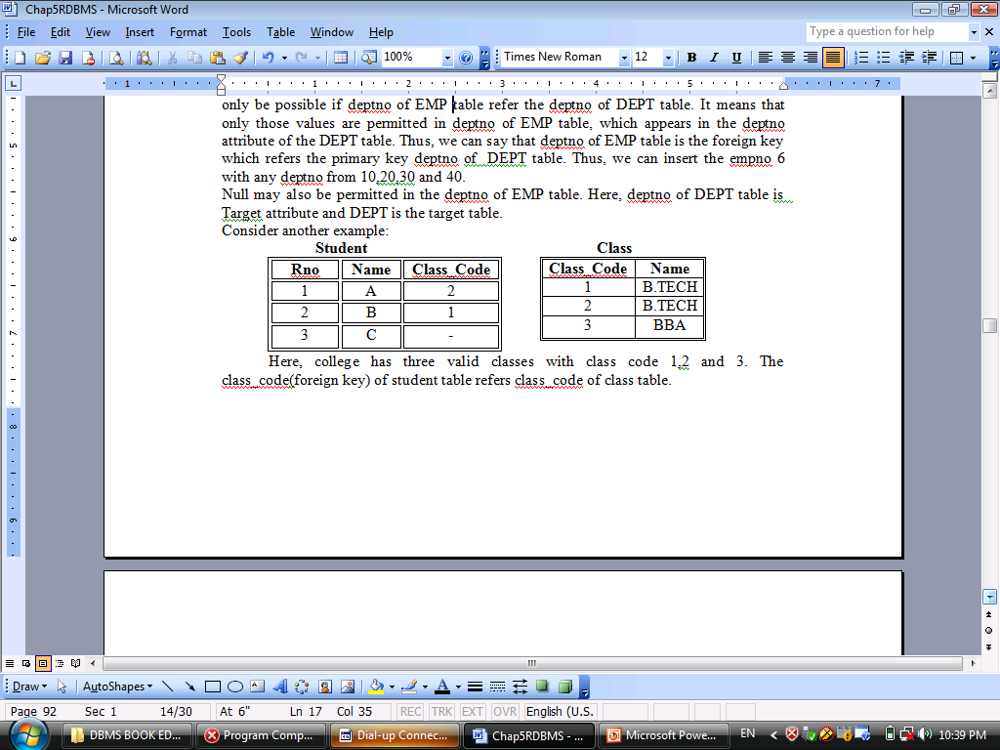 Chap5RDBMS - Microsoft Word
File Edit View Insert Format Tools Table Window Help
Type a question for help
100% Times New Roman 12 B I U
1 1 2 3 4 5 7
only be possible if deptno of EMP table refer the deptno of DEPT table. It means that
only those values are permitted in deptno of EMP table, which appears in the deptno
attribute of the DEPT table. Thus, we can say that deptno of EMP table is the foreign key
which refers the primary key deptno of DEPT table. Thus, we can insert the empno 6
with any deptno from 10,20,30 and 40.
Null may also be permitted in the deptno of EMP table. Here, deptno of DEPT table is
Target attribute and DEPT is the target table.
Consider another example:
Student Class
Rno Name Class_Code Class_Code Name
1 A 2 1 B.TECH
2 B 1 2 B.TECH
3 C - 3 BBA
Here, college has three valid classes with class code 1,2 and 3. The
class_code(foreign key) of student table refers class_code of class table.
Draw AutoShapes
Page 92 Sec 1 14/30 At 6" Ln 17 Col 35 REC TRK EXT OVR English (U.S.
DBMS BOOK ED... Program Comp... Dial-up Connec... Chap5RDBMS - ... Microsoft Powe... EN 10:39 PM